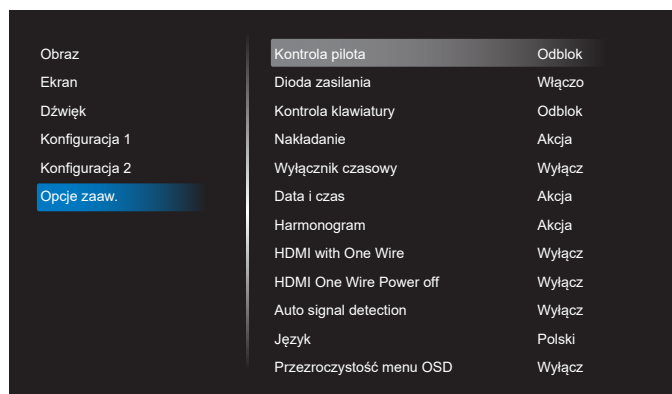 Obraz
Ekran
Dźwięk
Konfiguracja 1
Konfiguracja 2
Opcje zaaw.
Kontrola pilota Odblok
Dioda zasilania Włączo
Kontrola klawiatury Odblok
Nakładanie Akcja
Wyłącznik czasowy Wyłącz
Data i czas Akcja
Harmonogram Akcja
HDMI with One Wire Wyłącz
HDMI One Wire Power off Wyłącz
Auto signal detection Wyłącz
Język Polski
Przezroczystość menu OSD Wyłącz